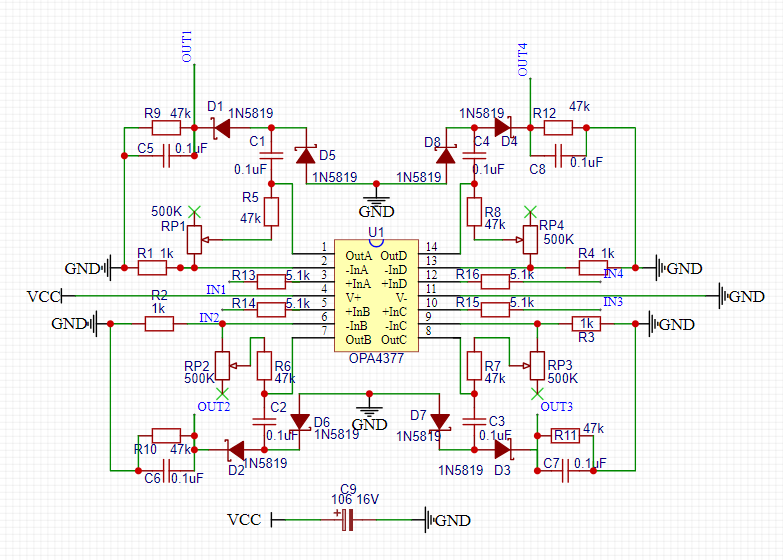 OUT1
OUT4
R9 47k D1 1N5819
1N5819 R12 47k
C5 0.1uF C1 D5
D8 C4 D4 C8 0.1uF
0.1uF 1N5819
1N5819 0.1uF
GND
500K RP1 R5 47k
R8 47k RP4 500K
U1
1 OutA OutD 14
GND R1 1k 2 -InA -InD 13 R4 1k GND
R13 5.1k 3 +InA +InD 12 R16 5.1k IN4
VCC IN1 4 V+ V- 11 GND
R2 R14 5.1k 5 +InB +InC 10 R15 5.1k IN3
GND 1k IN2 6 -InB -InC 9 1k R3 GND
7 OutB OutC 8
OPA4377
RP2 500K R6 47k
R7 47k RP3 500K
OUT2
OUT3
C2 0.1uF D6 1N5819
GND
D7 1N5819 C3 0.1uF
R10 47k
R11 47k
C6 0.1uF D2 1N5819
1N5819 D3 C7 0.1uF
C9
106 16V
VCC + GND